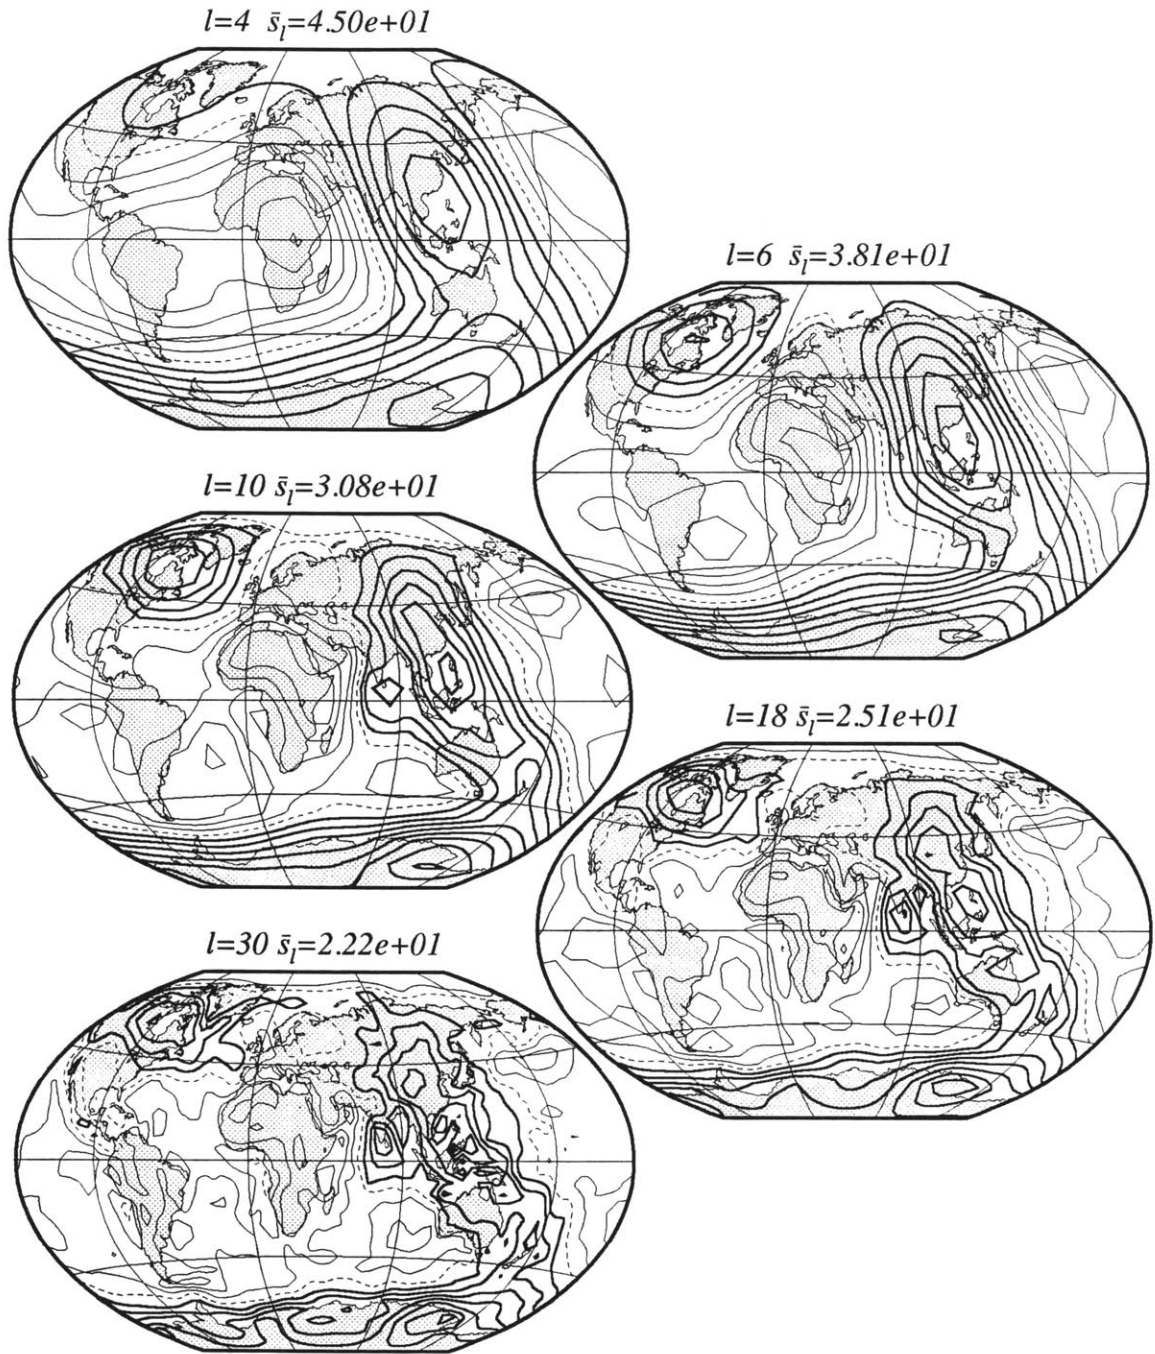 l=4 s̄ₗ=4.50e+01
l=6 s̄ₗ=3.81e+01
l=10 s̄ₗ=3.08e+01
l=18 s̄ₗ=2.51e+01
l=30 s̄ₗ=2.22e+01